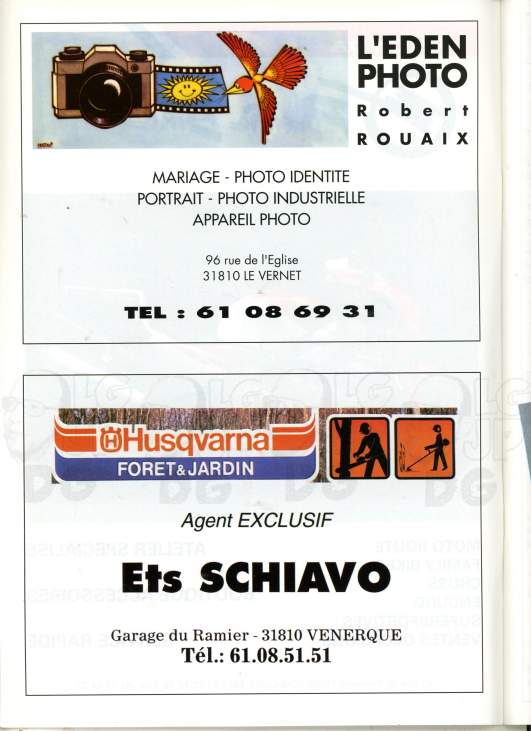 L'EDEN
PHOTO
Robert
ROUAIX
MARIAGE - PHOTO IDENTITE
PORTRAIT - PHOTO INDUSTRIELLE
APPAREIL PHOTO
96 rue de l'Eglise
31810 LE VERNET
TEL : 61 08 69 31
Husqvarna
FORET & JARDIN
Agent EXCLUSIF
Ets SCHIAVO
Garage du Ramier - 31810 VENERQUE
Tél.: 61.08.51.51